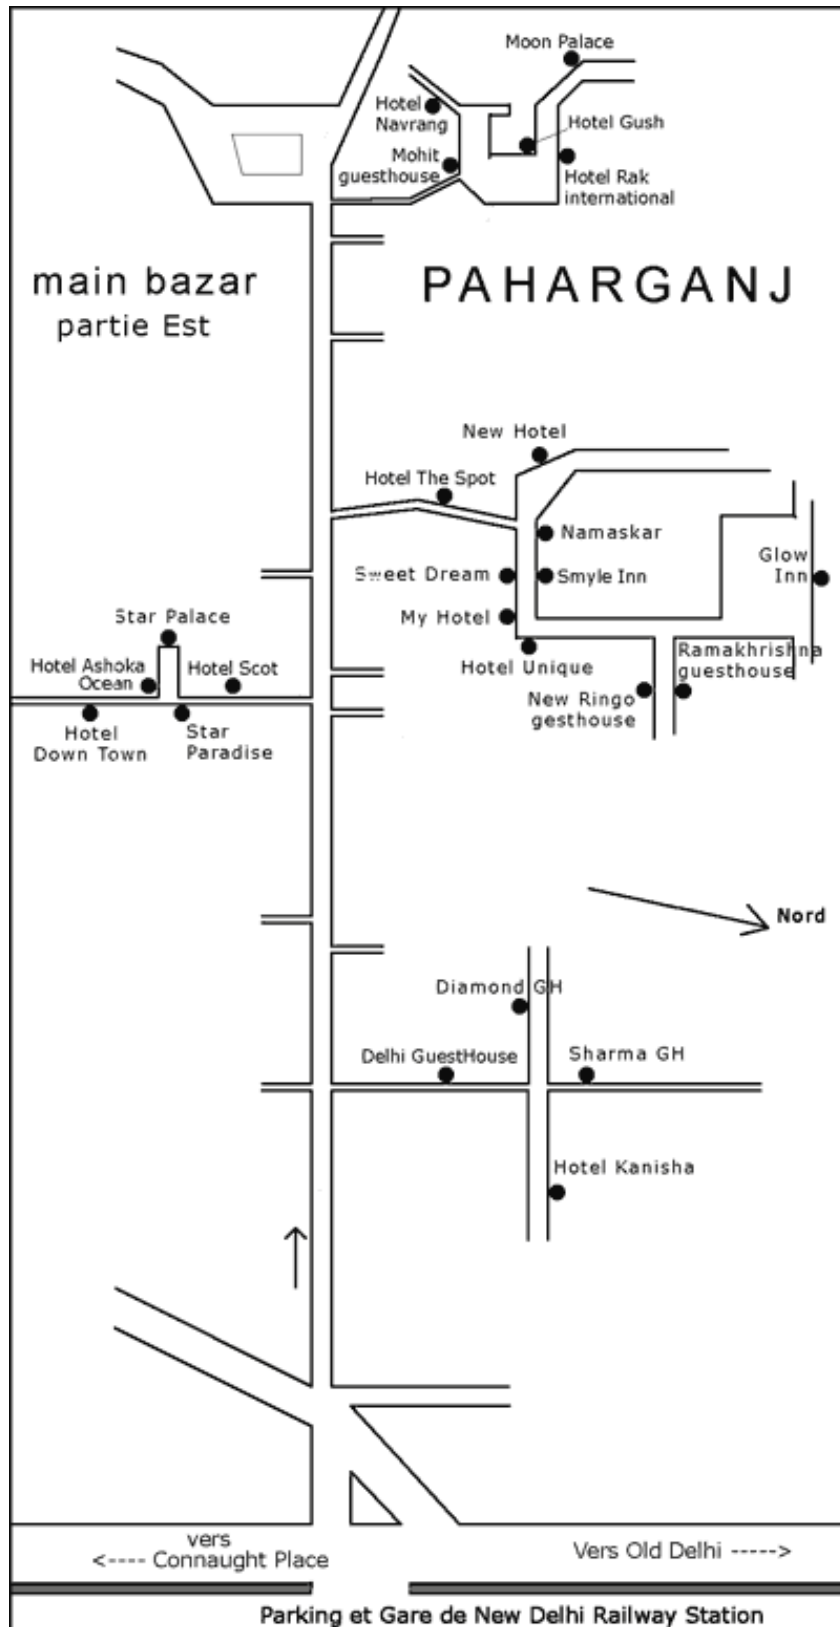 Moon Palace
Hotel
Navrang
Hotel Gush
Mohit
guesthouse
Hotel Rak
international
main bazar
partie Est
PAHARGANJ
New Hotel
Hotel The Spot
Namaskar
Glow
Inn
Sweet Dream
Smyle Inn
My Hotel
Star Palace
Hotel Unique
Ramakhrishna
guesthouse
Hotel Ashoka
Ocean
Hotel Scot
New Ringo
gesthouse
Hotel
Down Town
Star
Paradise
Nord
Diamond GH
Delhi GuestHouse
Sharma GH
Hotel Kanisha
vers
<---- Connaught Place
Vers Old Delhi ----->
Parking et Gare de New Delhi Railway Station